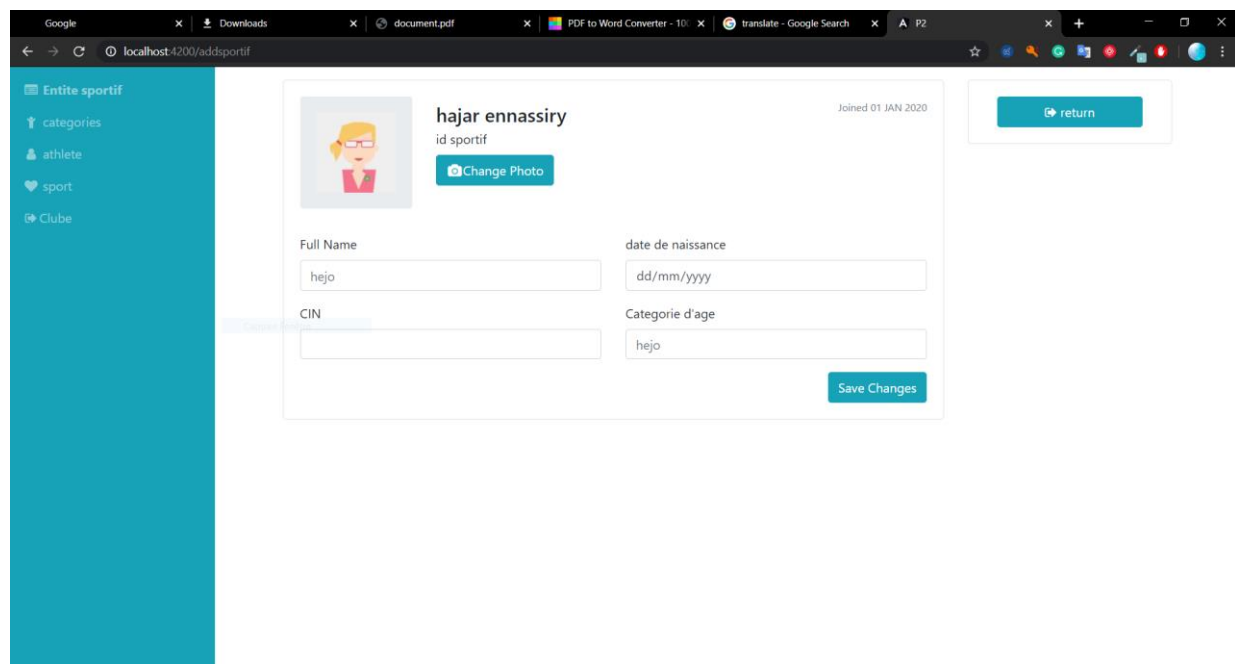 Google
Downloads
document.pdf
PDF to Word Converter - 100
translate - Google Search
P2
localhost:4200/addsportif
Entite sportif
categories
athlete
sport
Clube
hajar ennassiry
id sportif
Change Photo
Joined 01 JAN 2020
return
Full Name
date de naissance
hejo
dd/mm/yyyy
CIN
Categorie d'age
hejo
Save Changes